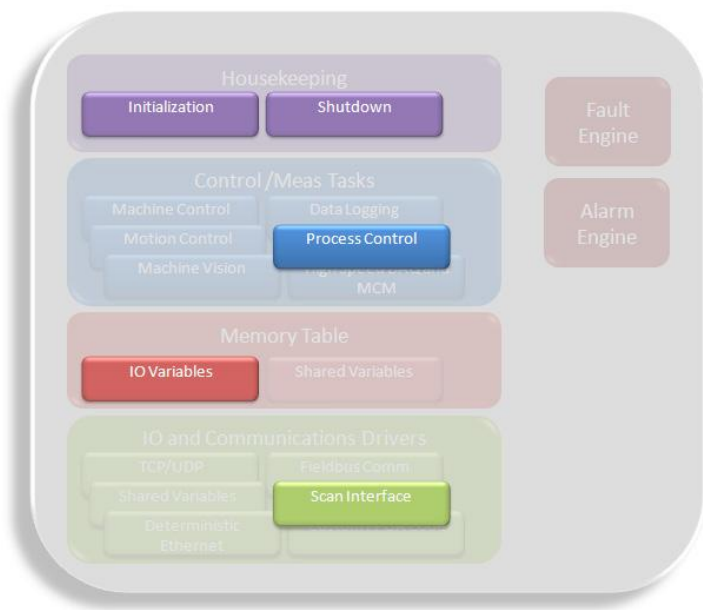 Housekeeping
Initialization
Shutdown
Fault
Engine
Control/Meas Tasks
Machine Control
Data Logging
Alarm
Engine
Motion Control
Process Control
Machine Vision
MCM
Memory Table
IO Variables
Shared Variables
IO and Communications Drivers
TCP/UDP
Fieldbus Comm
Shared Variables
Scan Interface
Deterministic
Ethernet